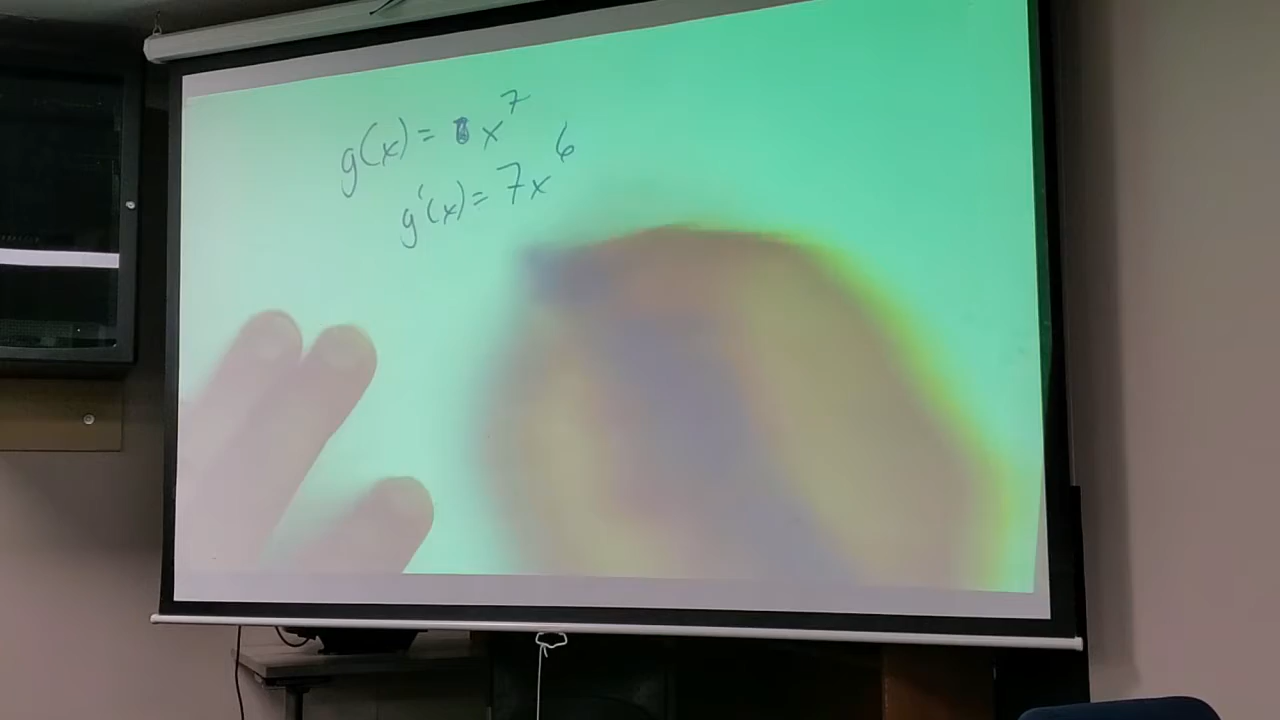 g(x) = x⁷
g'(x) = 7x⁶